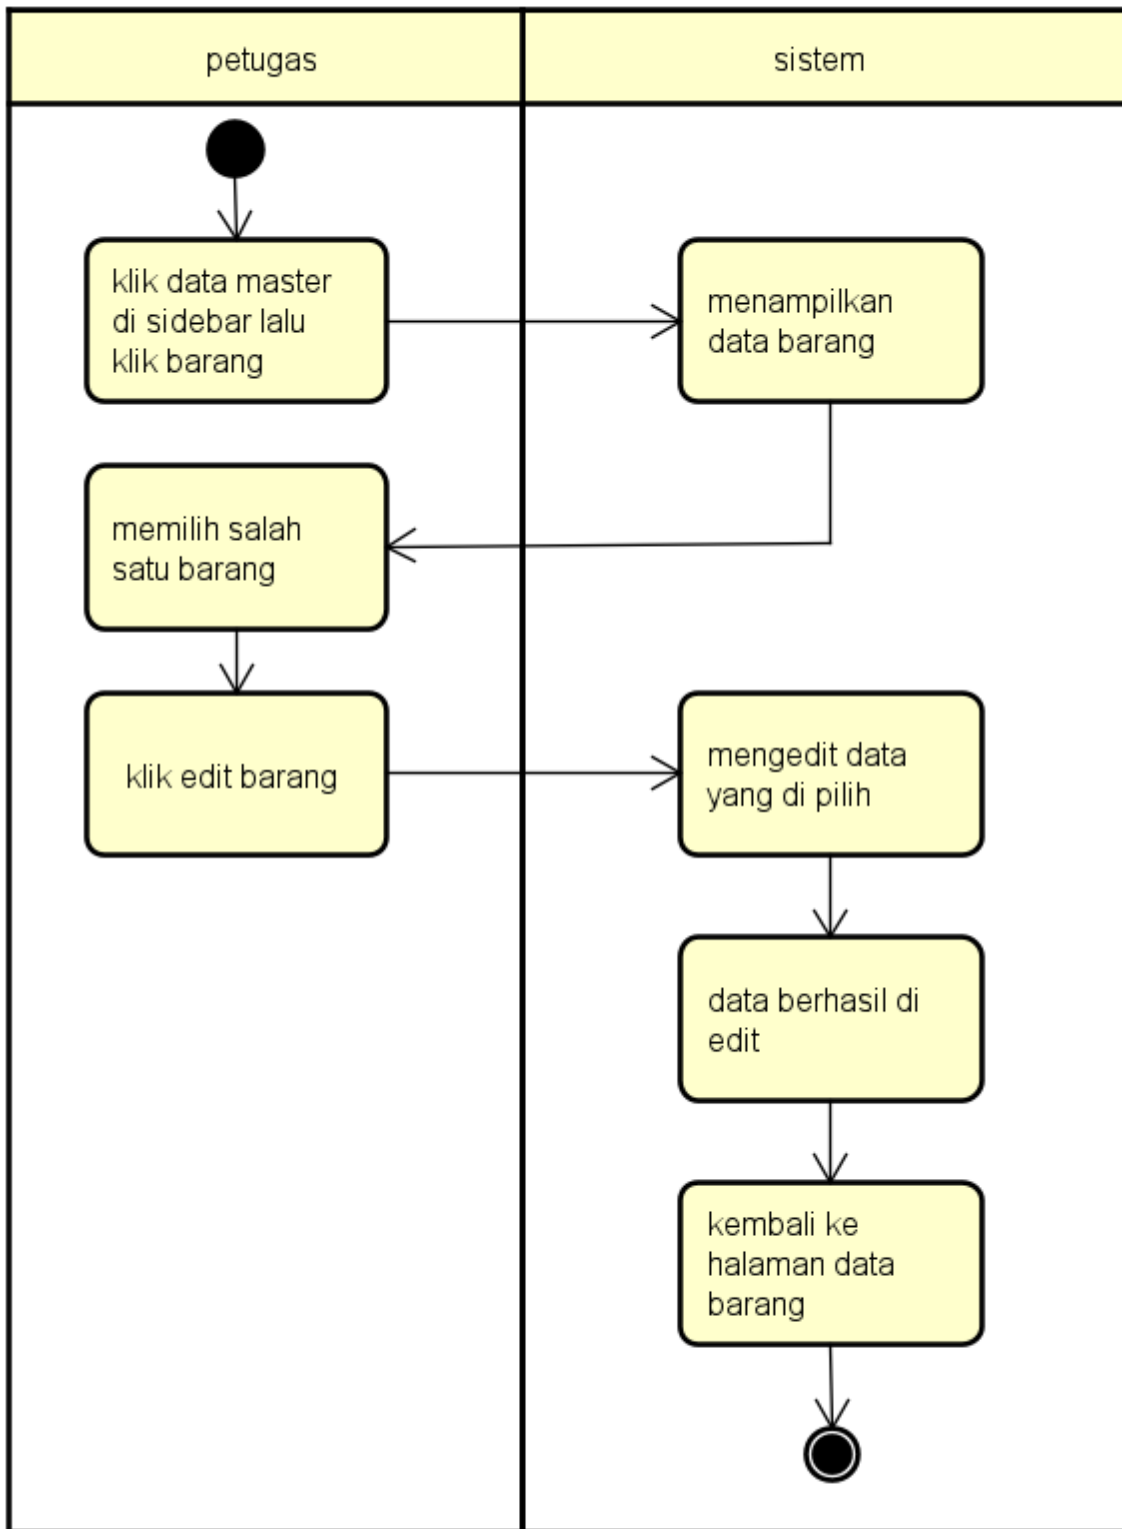 petugas
sistem
klik data master
di sidebar lalu
klik barang
menampilkan
data barang
memilih salah
satu barang
klik edit barang
mengedit data
yang di pilih
data berhasil di
edit
kembali ke
halaman data
barang